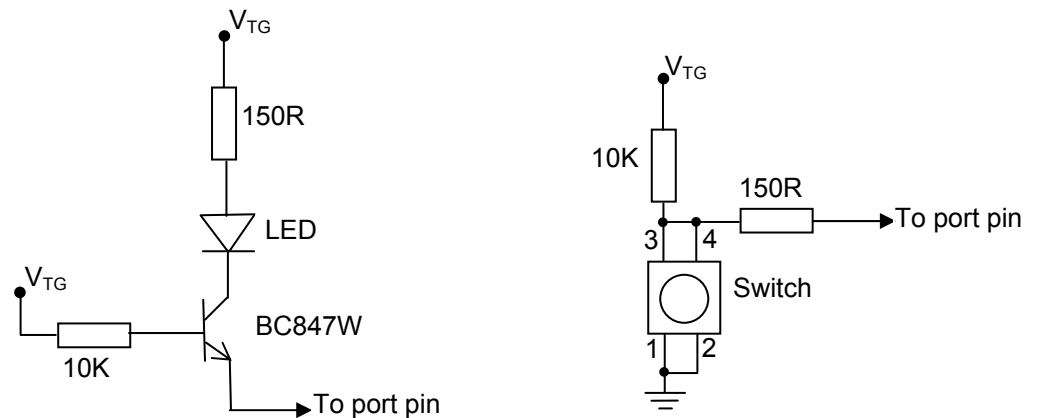 VTG
150R
LED
VTG
10K
BC847W
To port pin
VTG
10K
150R
To port pin
3
4
Switch
1
2